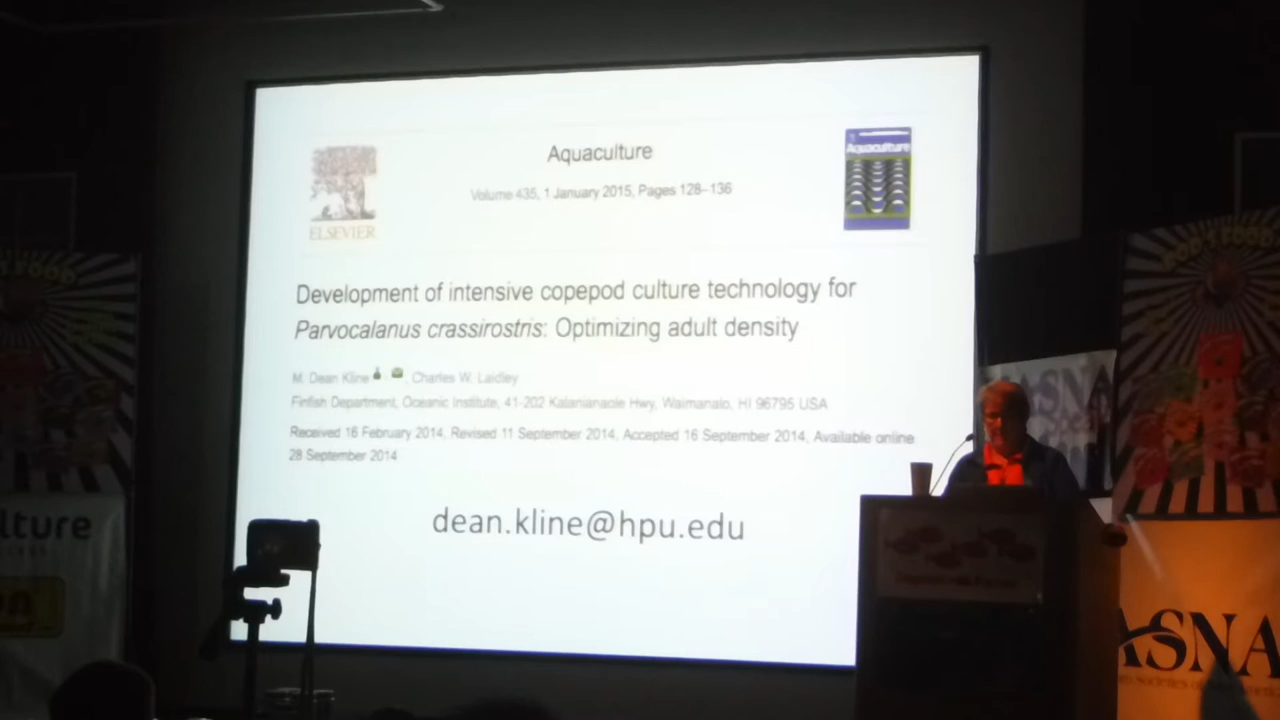 Aquaculture
Volume 435, 1 January 2015, Pages 128–136
Aquaculture
ELSEVIER
Development of intensive copepod culture technology for
Parvocalanus crassirostris: Optimizing adult density
M. Dean Kline, Charles W. Laidley
Finfish Department, Oceanic Institute, 41-202 Kalanianaole Hwy, Waimanalo, HI 96795 USA
Received 16 February 2014, Revised 11 September 2014, Accepted 16 September 2014, Available online
28 September 2014
dean.kline@hpu.edu
lture
ASNA
ASNA